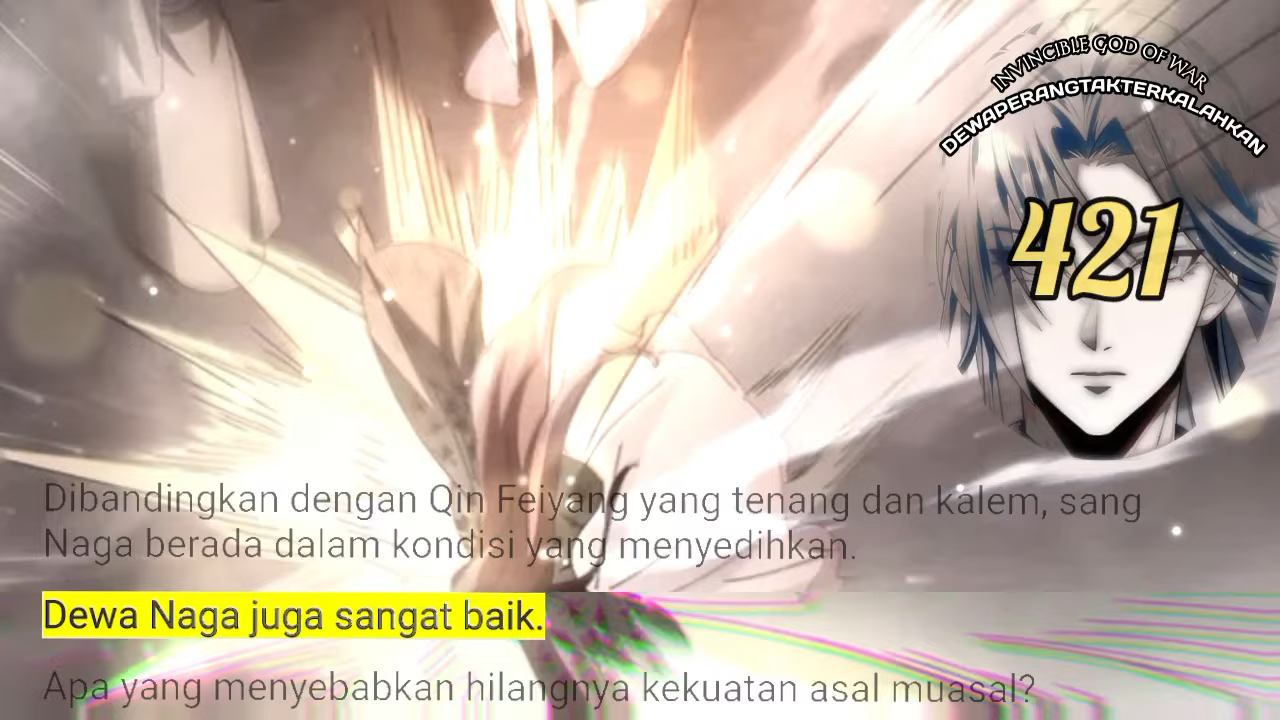 INVINCIBLE GOD OF WAR
DEWAPERANGTAKTERKALAHKAN
421
Dibandingkan dengan Qin Feiyang yang tenang dan kalem, sang
Naga berada dalam kondisi yang menyedihkan.
Dewa Naga juga sangat baik.
Apa yang menyebabkan hilangnya kekuatan asal muasal?